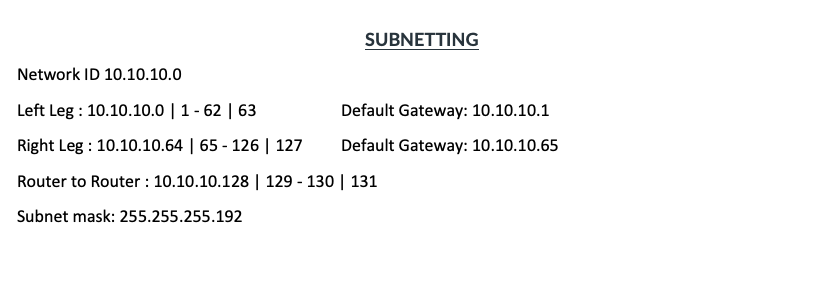 SUBNETTING
Network ID 10.10.10.0
Left Leg : 10.10.10.0 | 1 - 62 | 63 Default Gateway: 10.10.10.1
Right Leg : 10.10.10.64 | 65 - 126 | 127 Default Gateway: 10.10.10.65
Router to Router : 10.10.10.128 | 129 - 130 | 131
Subnet mask: 255.255.255.192